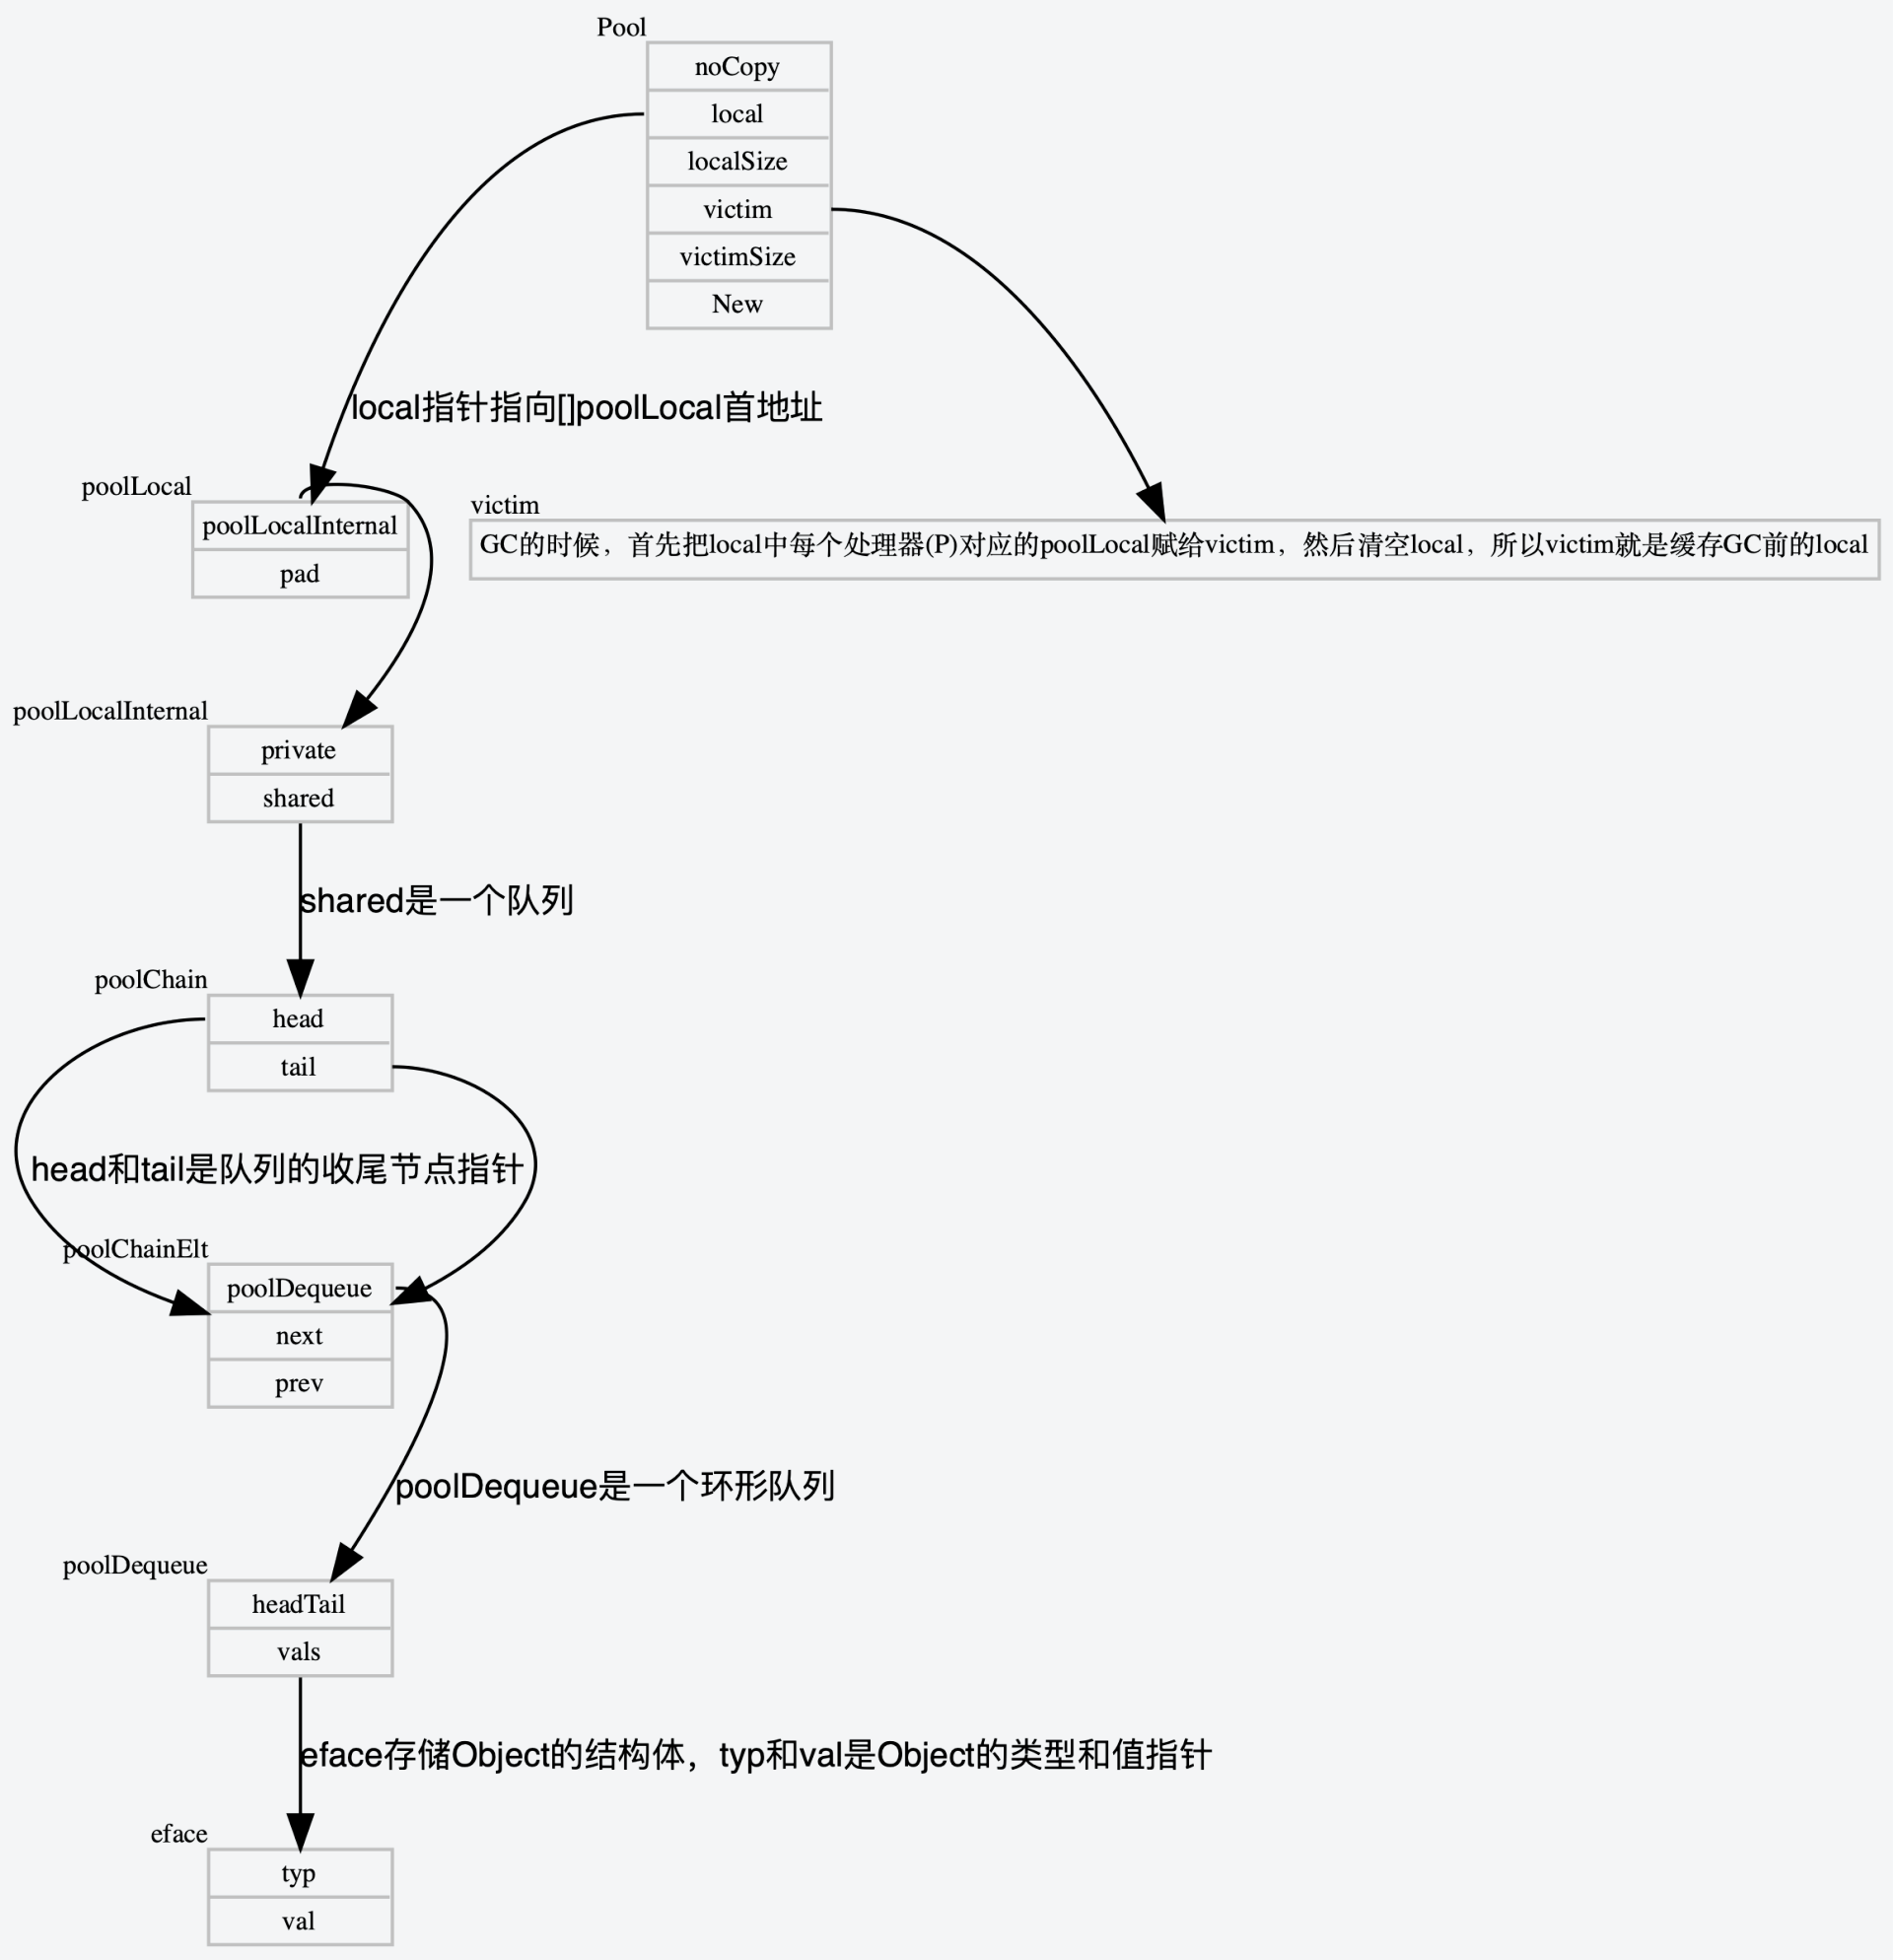 Pool
noCopy
local
localSize
victim
victimSize
New
local指针指向[]poolLocal首地址
poolLocal
poolLocalInternal
pad
victim
GC的时候，首先把local中每个处理器(P)对应的poolLocal赋给victim，然后清空local，所以victim就是缓存GC前的local
poolLocalInternal
private
shared
shared是一个队列
poolChain
head
tail
head和tail是队列的收尾节点指针
poolChainElt
poolDequeue
next
prev
poolDequeue是一个环形队列
poolDequeue
headTail
vals
eface存储Object的结构体，typ和val是Object的类型和值指针
eface
typ
val